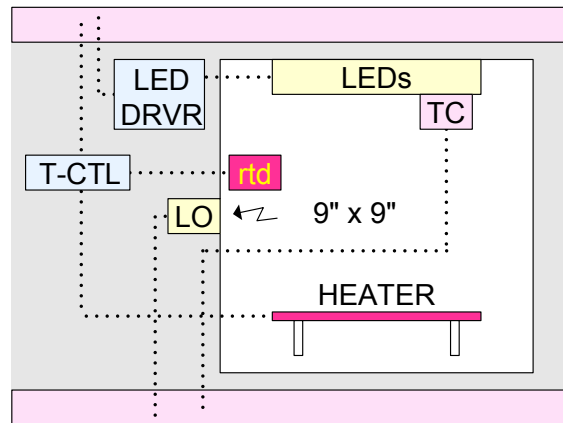 LED
DRVR
LEDs
TC
T-CTL
rtd
LO
9" x 9"
HEATER